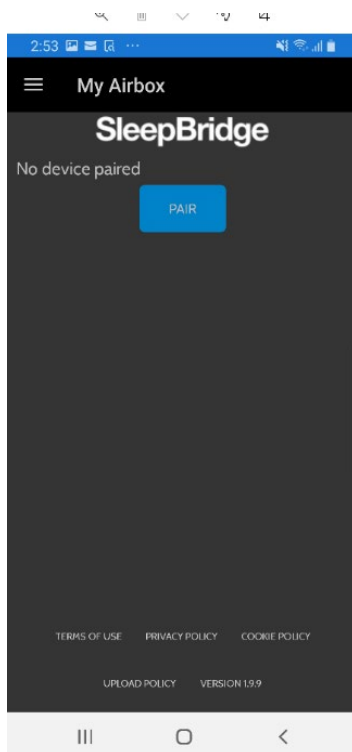 2:53
My Airbox
SleepBridge
No device paired
PAIR
TERMS OF USE PRIVACY POLICY COOKIE POLICY
UPLOAD POLICY VERSION 1.9.9